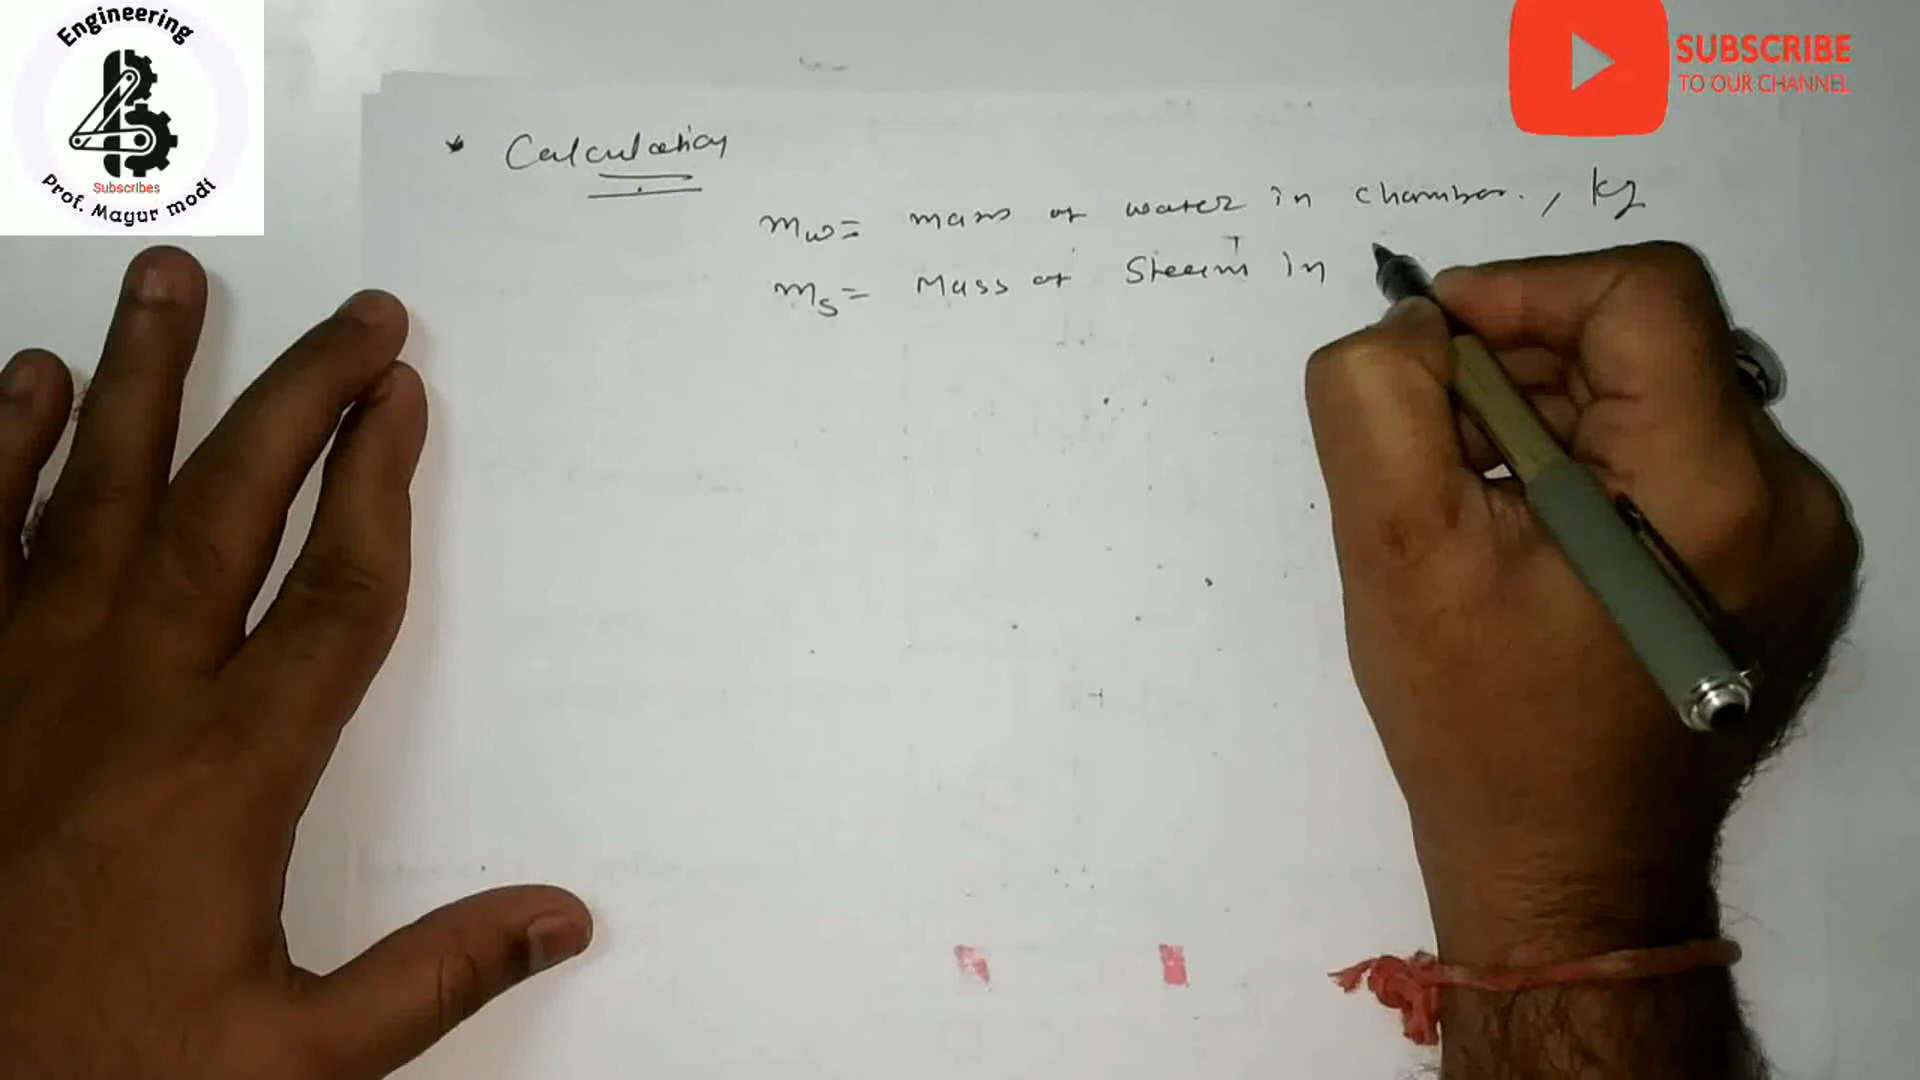 Engineering
Subscribes
Prof. Mayur modi
SUBSCRIBE
TO OUR CHANNEL
* Calculation
mw = mass of water in chamber. , kg
ms = Mass of Steam in